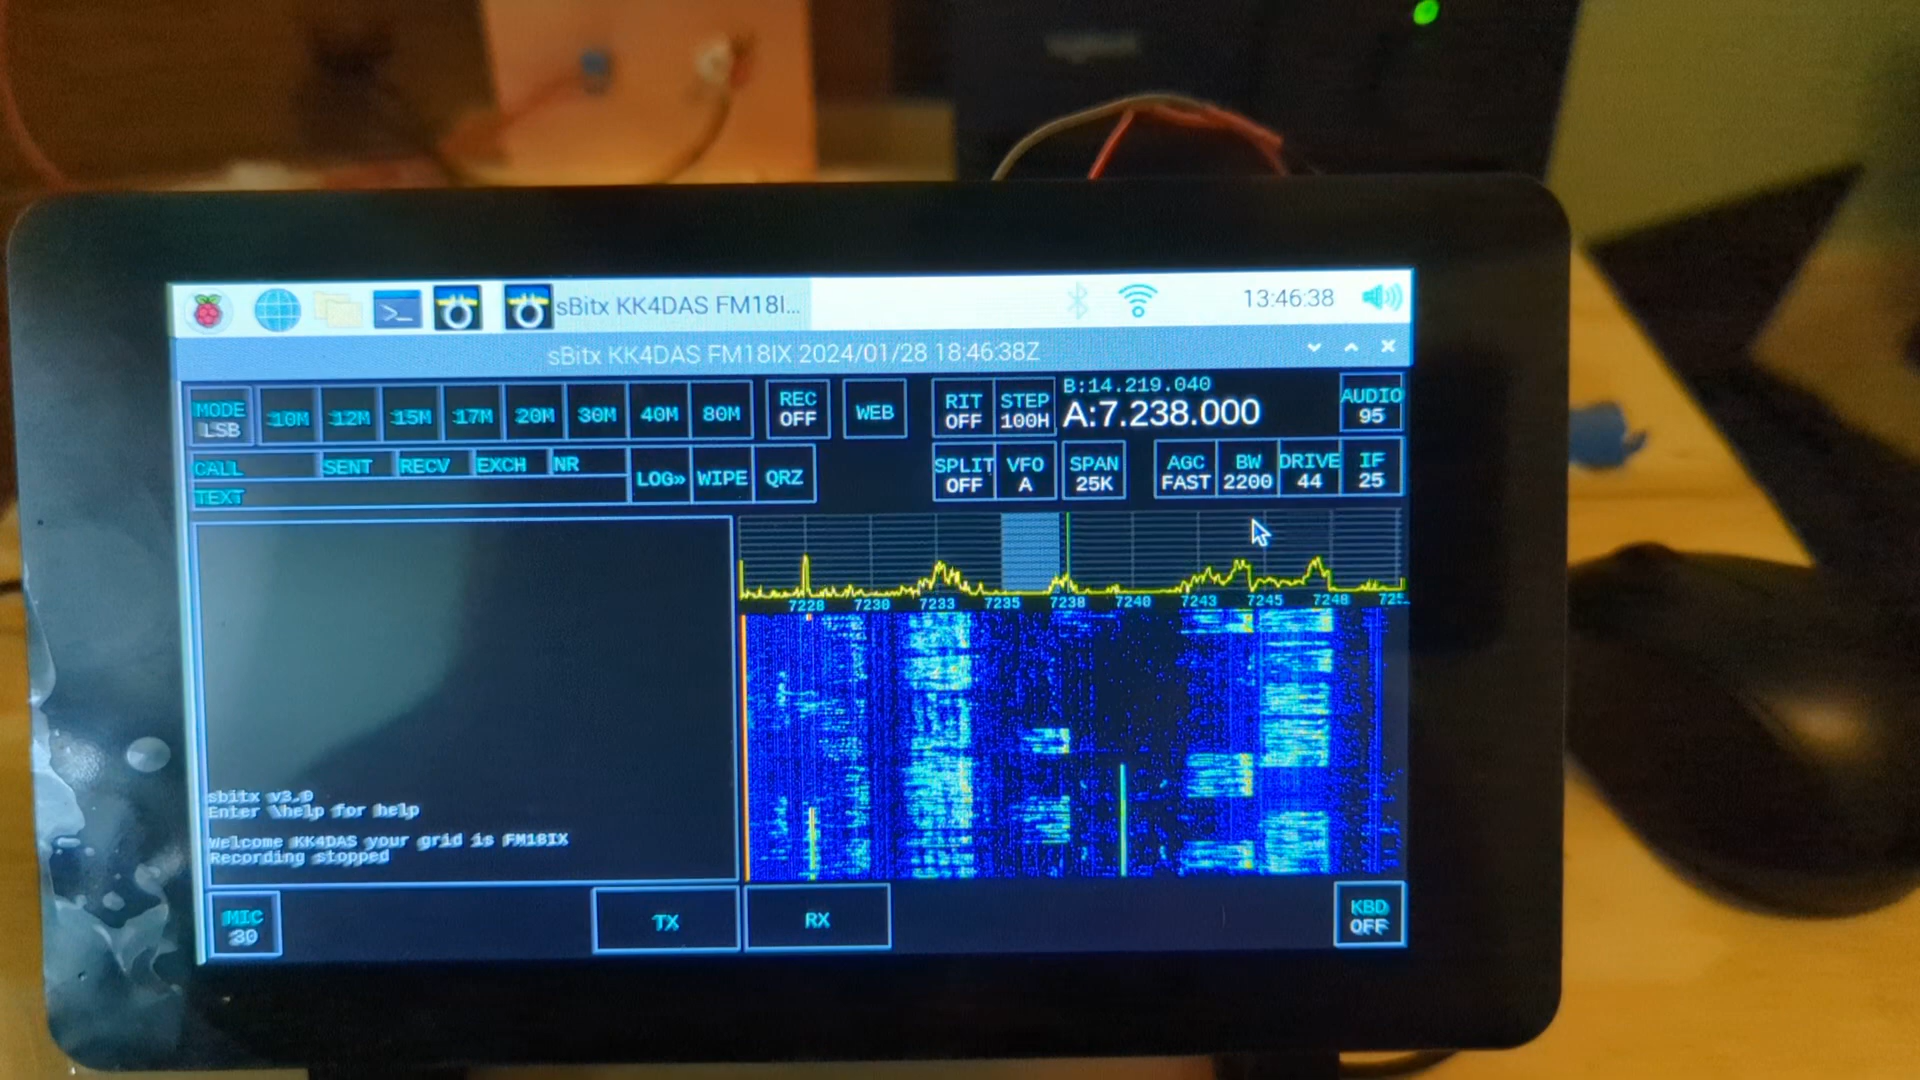 sBitx KK4DAS FM18I...
13:46:38
sBitx KK4DAS FM18IX 2024/01/28 18:46:38Z
MODE LSB
10M 12M 15M 17M 20M 30M 40M 80M
REC OFF
WEB
RIT OFF
STEP 100H
B:14.219.040
A:7.238.000
AUDIO 95
CALL SENT RECV EXCH NR
TEXT
LOG» WIPE QRZ
SPLIT OFF
VFO A
SPAN 25K
AGC FAST
BW 2200
DRIVE 44
IF 25
7228 7230 7233 7235 7238 7240 7243 7245 7248
sbitx v3.0
Enter \help for help
Welcome KK4DAS your grid is FM18IX
Recording stopped
MIC 30
TX
RX
KBD OFF